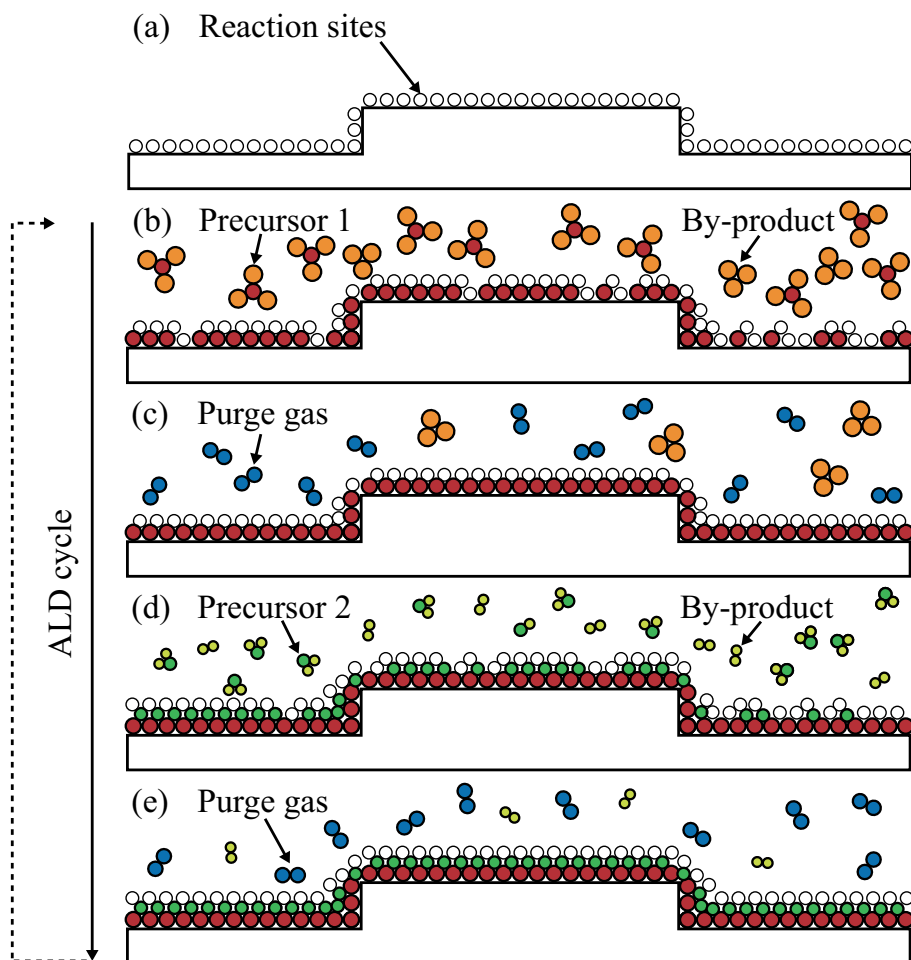 (a) Reaction sites
(b) Precursor 1 By-product
(c) Purge gas
ALD cycle
(d) Precursor 2 By-product
(e) Purge gas